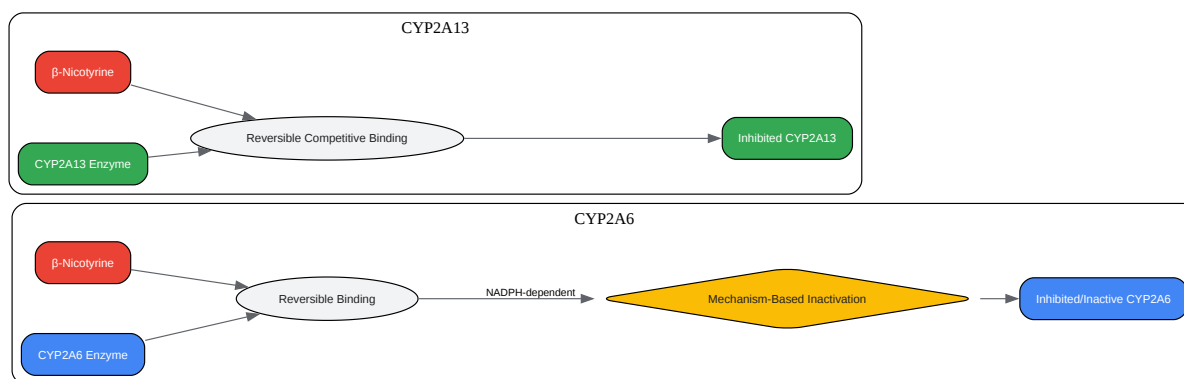 CYP2A13
β-Nicotyrine
Reversible Competitive Binding
Inhibited CYP2A13
CYP2A13 Enzyme
CYP2A6
β-Nicotyrine
NADPH-dependent
Reversible Binding
Mechanism-Based Inactivation
Inhibited/Inactive CYP2A6
CYP2A6 Enzyme